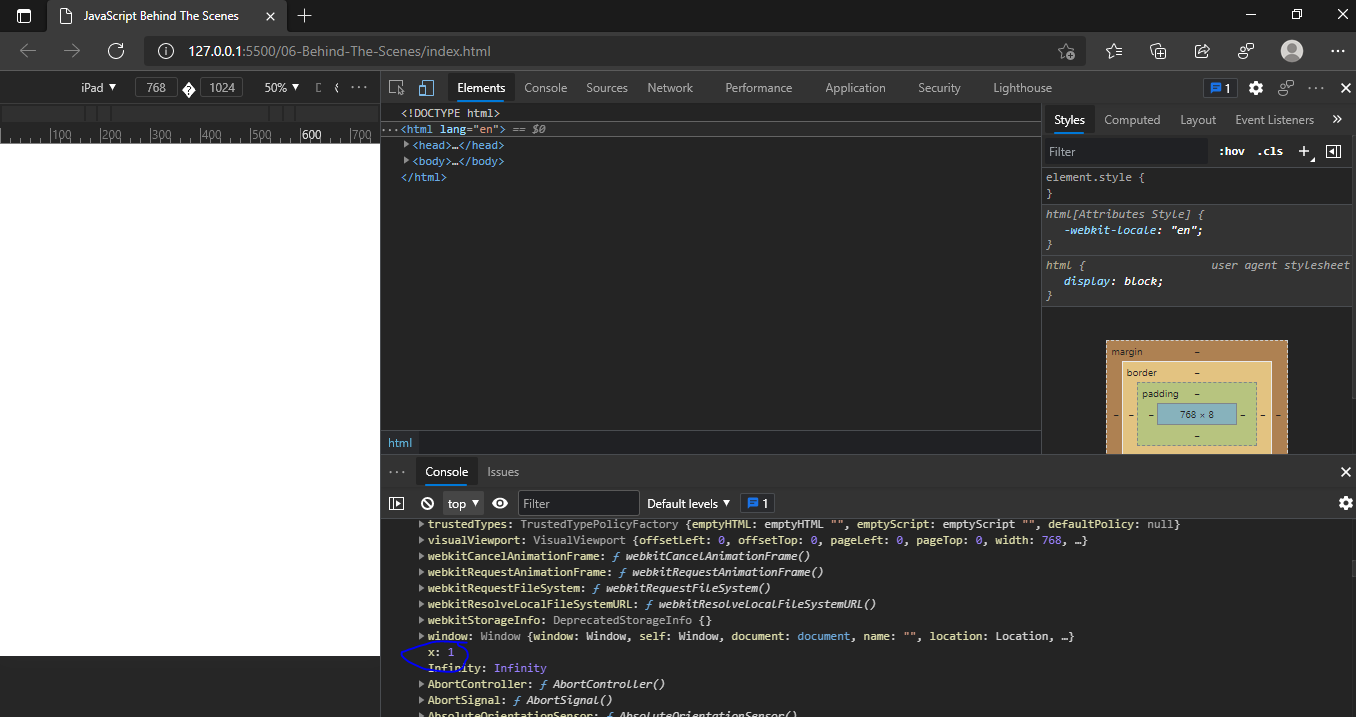 JavaScript Behind The Scenes
127.0.0.1:5500/06-Behind-The-Scenes/index.html
iPad ▼ 768 1024 50% ▼ ...
Elements Console Sources Network Performance Application Security Lighthouse 1
100 200 300 400 500 600 700
<!DOCTYPE html>
...<html lang="en"> == $0
<head>…</head>
<body>…</body>
</html>
html
Styles Computed Layout Event Listeners »
Filter :hov .cls +
element.style {
}
html[Attributes Style] {
-webkit-locale: "en";
}
html { user agent stylesheet
display: block;
}
margin –
border –
padding –
– – – 768 × 8 – – –
–
... Console Issues
top ▼ Filter Default levels ▼ 1
trustedTypes: TrustedTypePolicyFactory {emptyHTML: emptyHTML "", emptyScript: emptyScript "", defaultPolicy: null}
visualViewport: VisualViewport {offsetLeft: 0, offsetTop: 0, pageLeft: 0, pageTop: 0, width: 768, …}
webkitCancelAnimationFrame: ƒ webkitCancelAnimationFrame()
webkitRequestAnimationFrame: ƒ webkitRequestAnimationFrame()
webkitRequestFileSystem: ƒ webkitRequestFileSystem()
webkitResolveLocalFileSystemURL: ƒ webkitResolveLocalFileSystemURL()
webkitStorageInfo: DeprecatedStorageInfo {}
window: Window {window: Window, self: Window, document: document, name: "", location: Location, …}
x: 1
Infinity: Infinity
AbortController: ƒ AbortController()
AbortSignal: ƒ AbortSignal()
AbsoluteOrientationSensor: ƒ AbsoluteOrientationSensor()